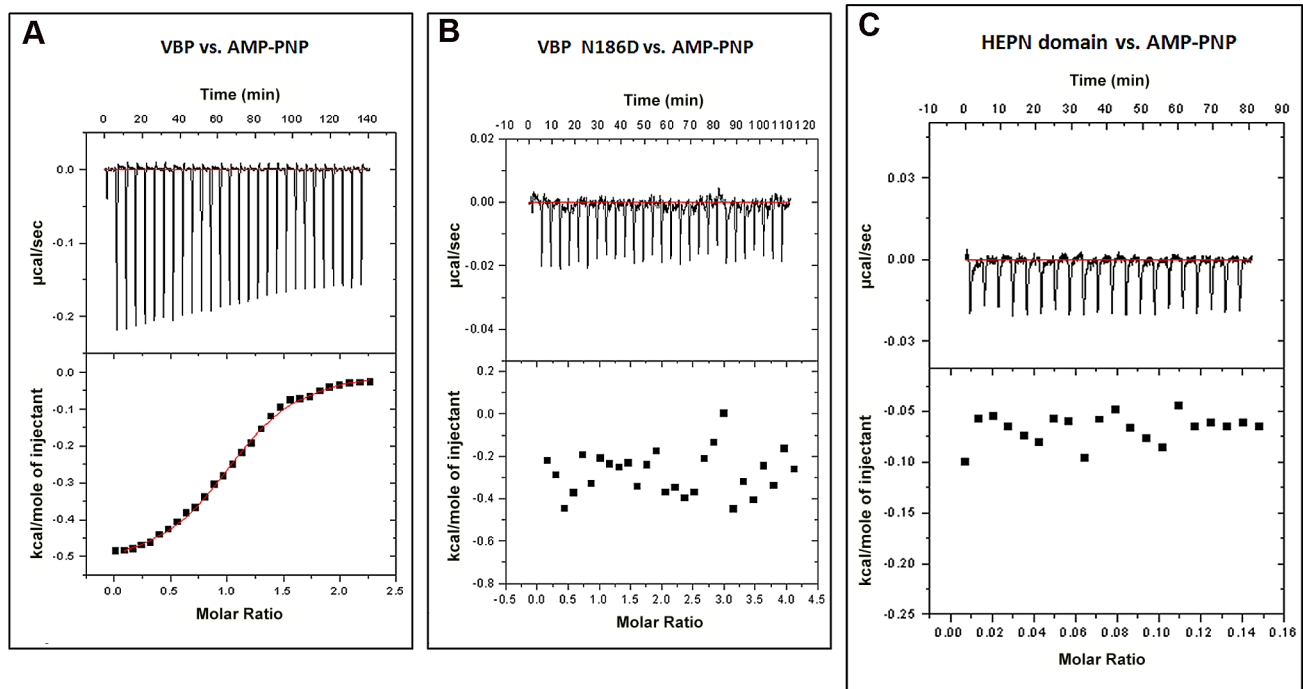 A
VBP vs. AMP-PNP
Time (min)
0 20 40 60 80 100 120 140
0.0
-0.1
-0.2
µcal/sec
0.0
-0.1
-0.2
-0.3
-0.4
-0.5
kcal/mole of injectant
0.0 0.5 1.0 1.5 2.0 2.5
Molar Ratio
B
VBP N186D vs. AMP-PNP
Time (min)
-10 0 10 20 30 40 50 60 70 80 90 100 110 120
0.02
0.00
-0.02
-0.04
µcal/sec
0.2
0.0
-0.2
-0.4
-0.6
-0.8
kcal/mole of injectant
-0.5 0.0 0.5 1.0 1.5 2.0 2.5 3.0 3.5 4.0 4.5
Molar Ratio
C
HEPN domain vs. AMP-PNP
Time (min)
-10 0 10 20 30 40 50 60 70 80 90
0.03
0.00
-0.03
µcal/sec
-0.05
-0.10
-0.15
-0.20
-0.25
kcal/mole of injectant
0.00 0.02 0.04 0.06 0.08 0.10 0.12 0.14 0.16
Molar Ratio